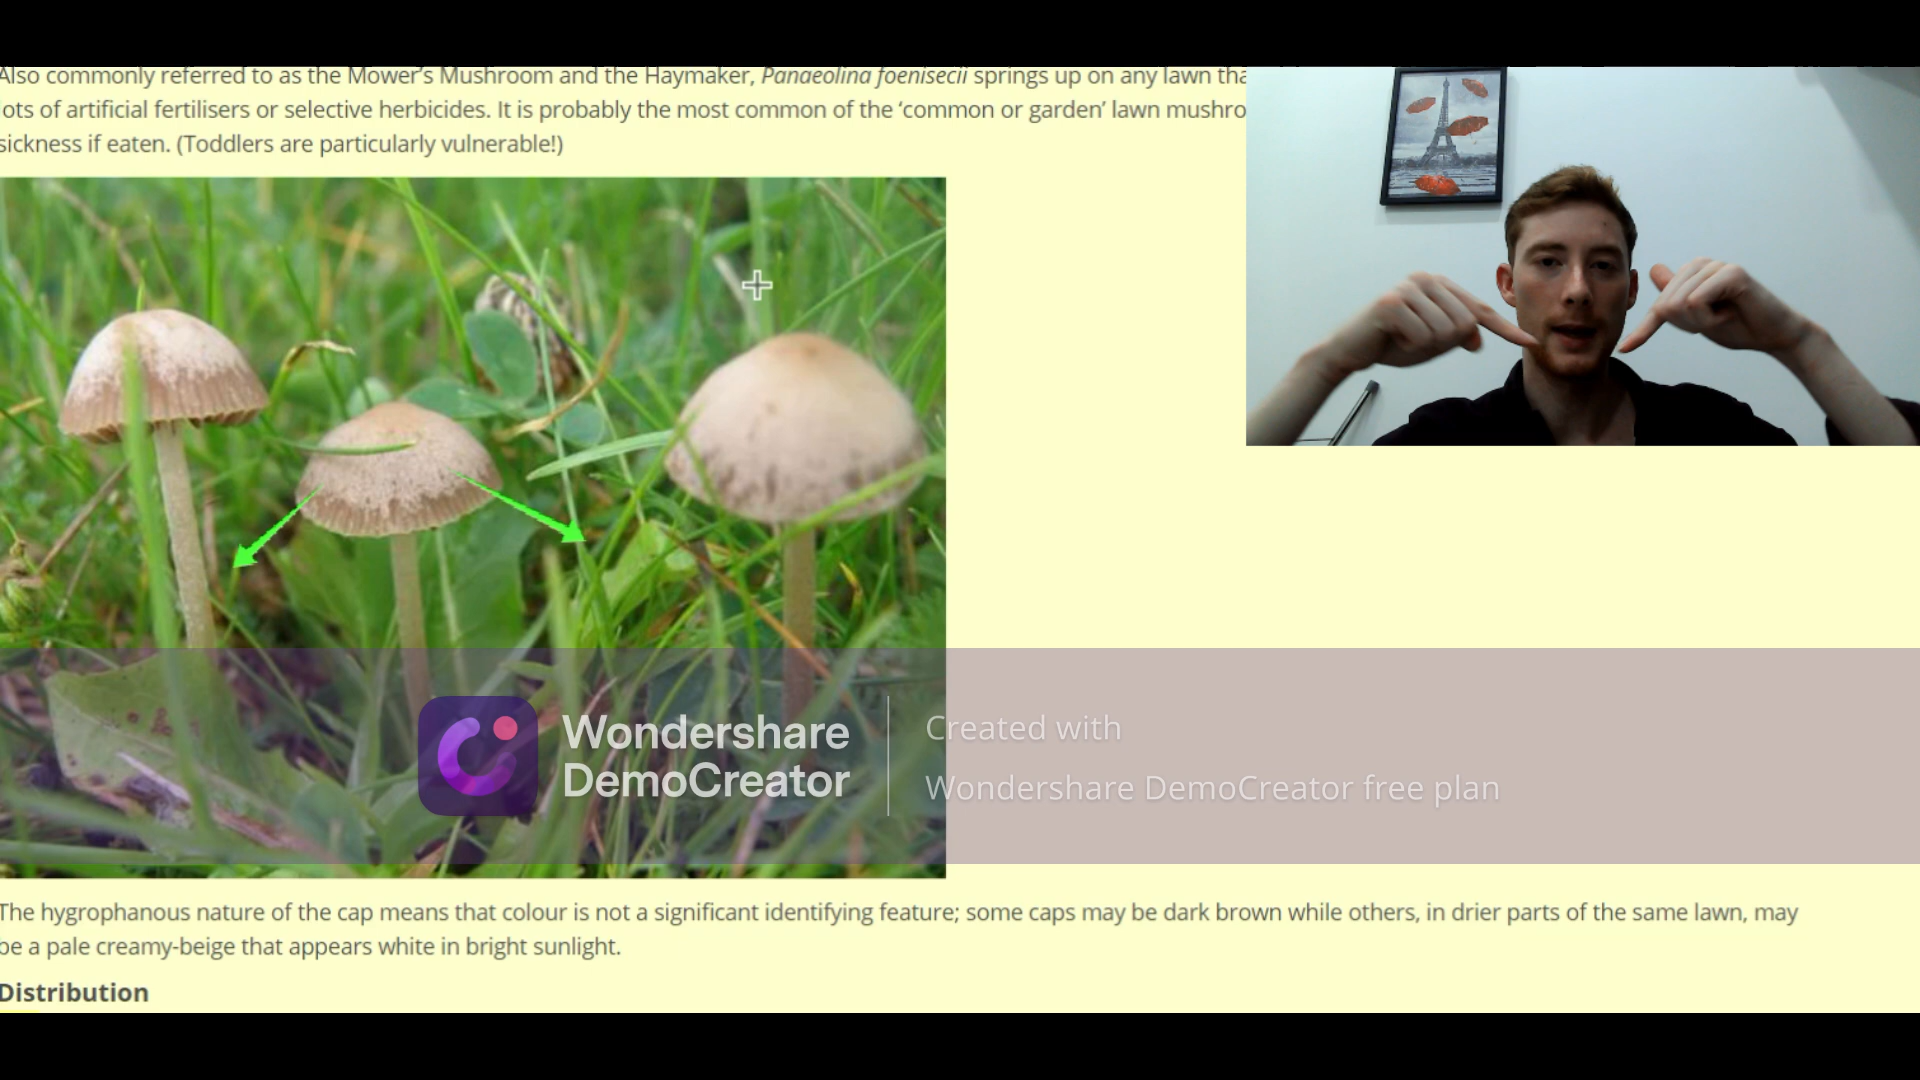 Also commonly referred to as the Mower's Mushroom and the Haymaker, Panaeolina foenisecii springs up on any lawn
lots of artificial fertilisers or selective herbicides. It is probably the most common of the ‘common or garden’ lawn
sickness if eaten. (Toddlers are particularly vulnerable!)
Wondershare
DemoCreator
Created with
Wondershare DemoCreator free plan
The hygrophanous nature of the cap means that colour is not a significant identifying feature; some caps may be dark brown while others, in drier parts of the same lawn, may
be a pale creamy-beige that appears white in bright sunlight.
Distribution